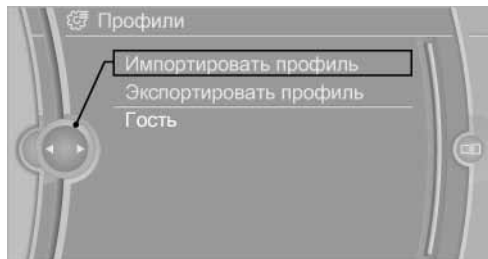 Профили
Импортировать профиль
Экспортировать профиль
Гость